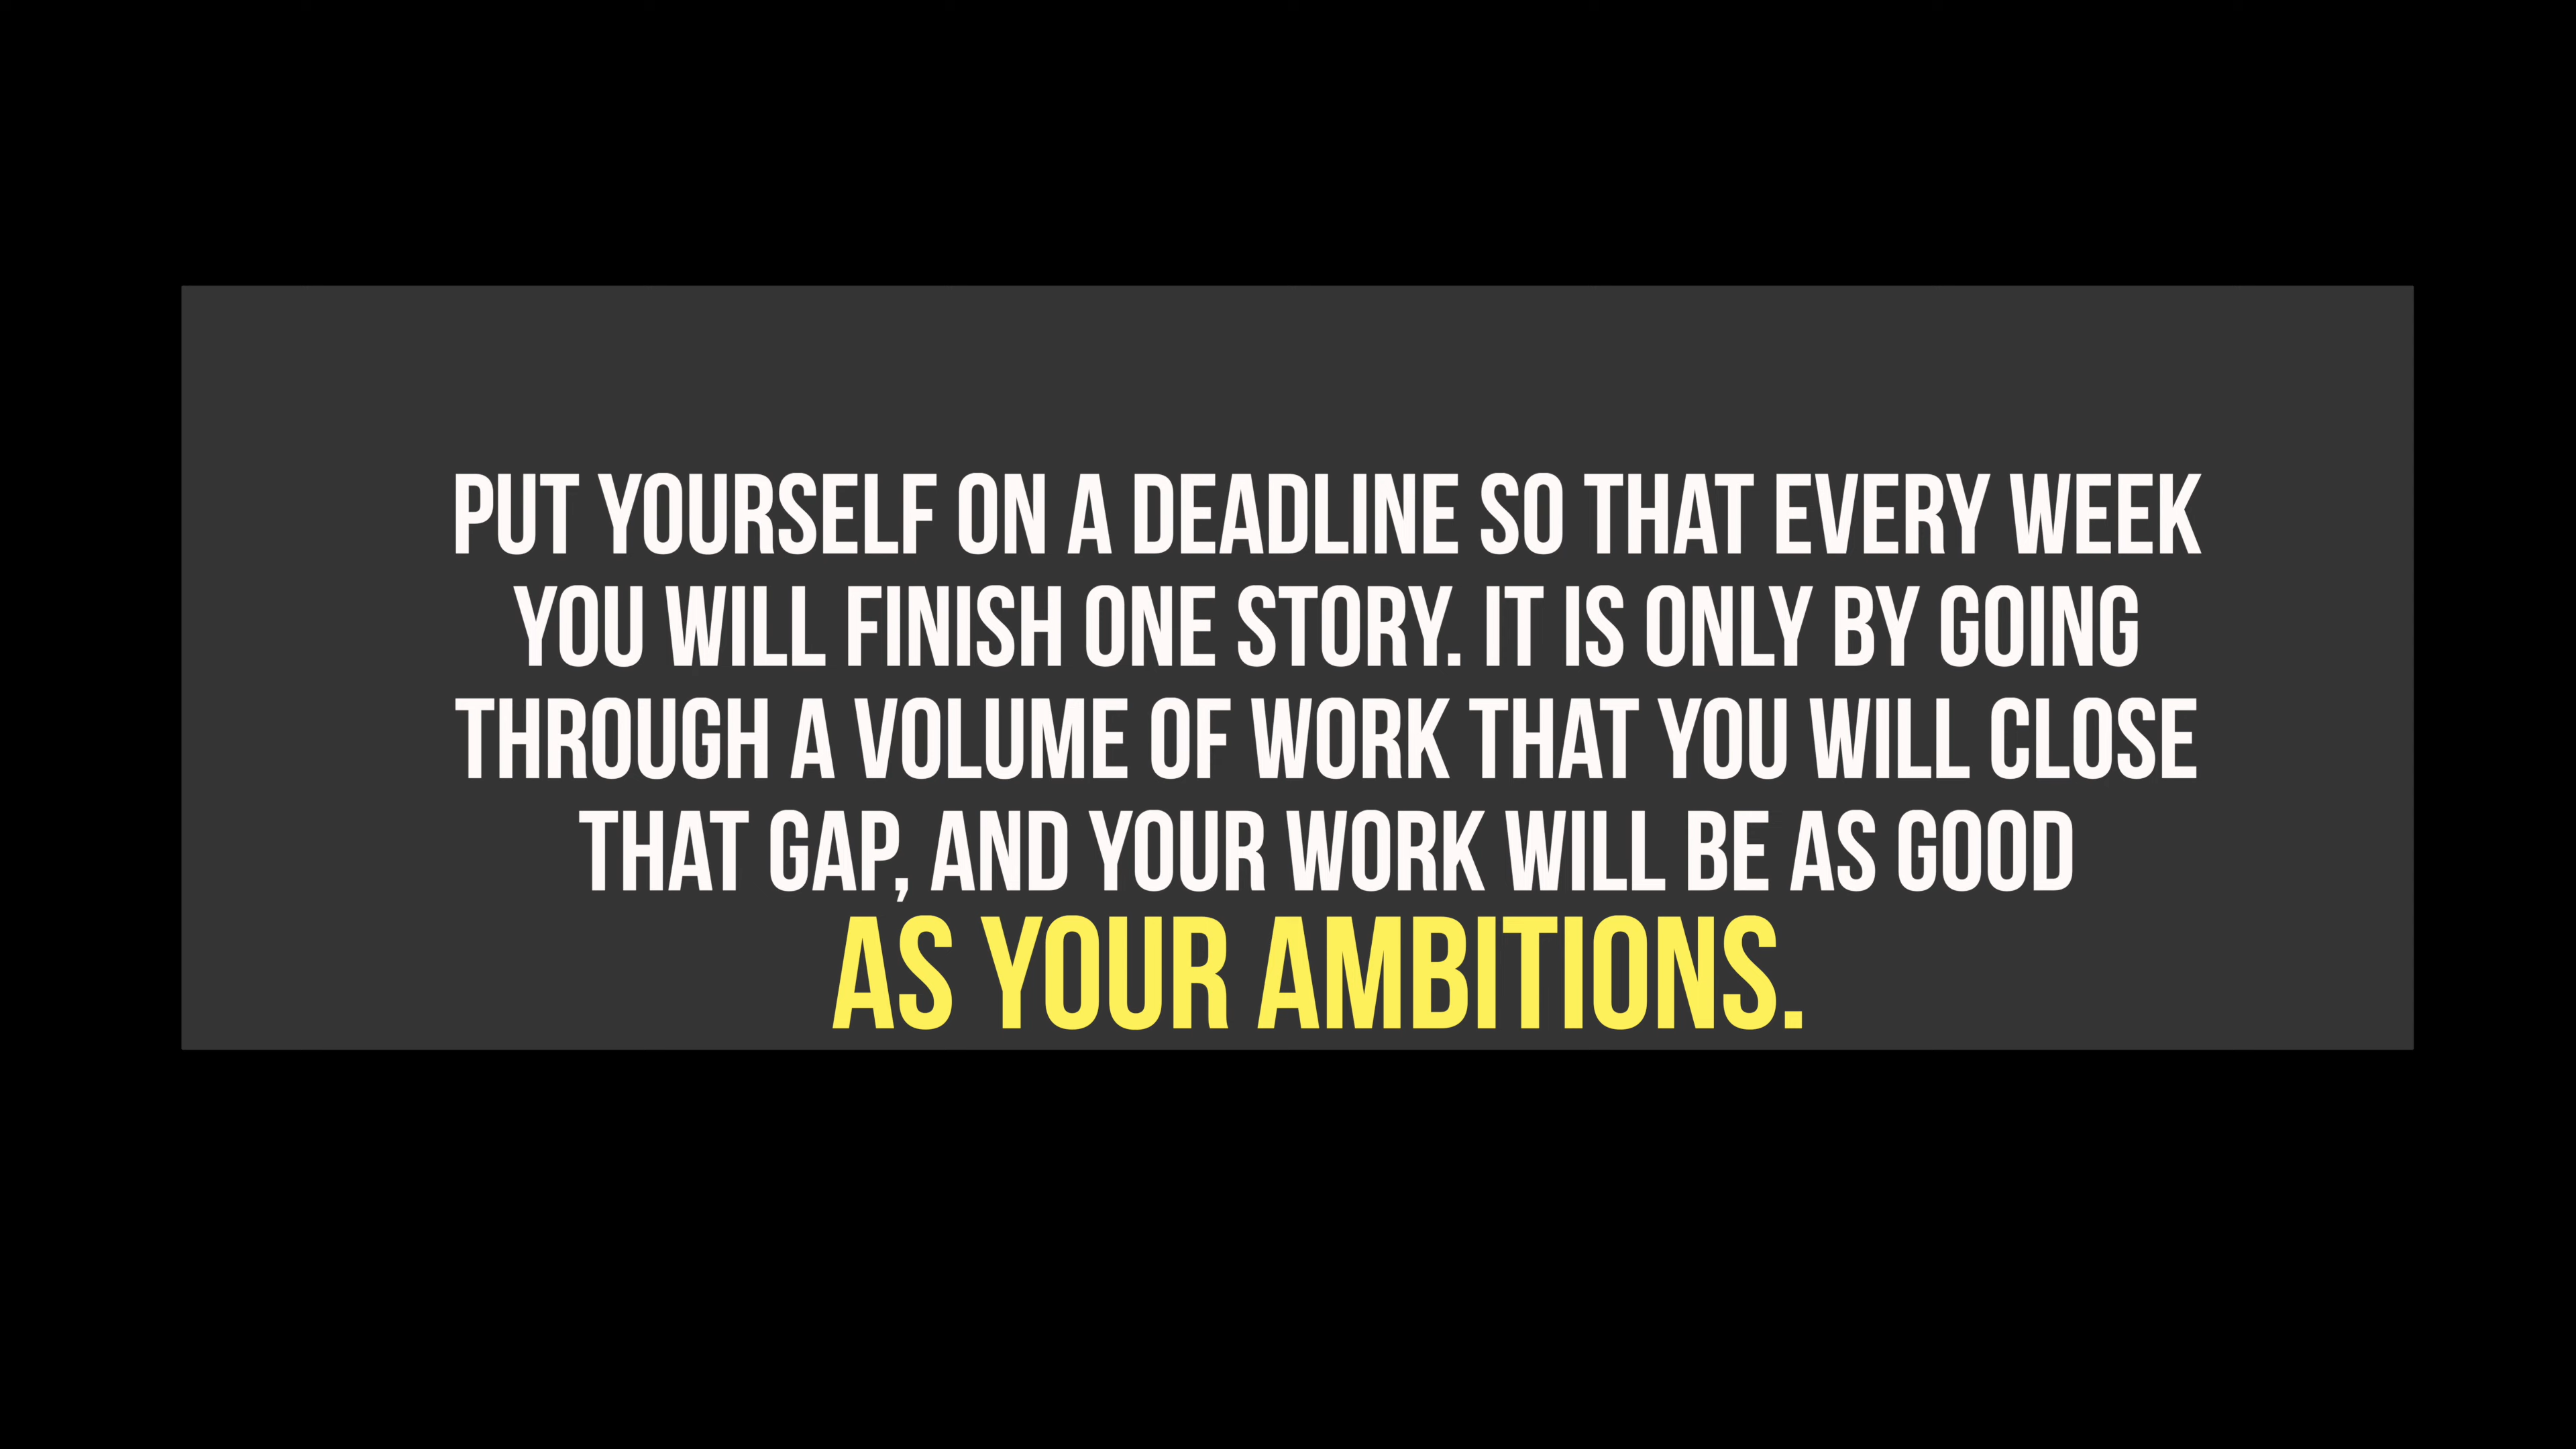 PUT YOURSELF ON A DEADLINE SO THAT EVERY WEEK
YOU WILL FINISH ONE STORY. IT IS ONLY BY GOING
THROUGH A VOLUME OF WORK THAT YOU WILL CLOSE
THAT GAP, AND YOUR WORK WILL BE AS GOOD
AS YOUR AMBITIONS.